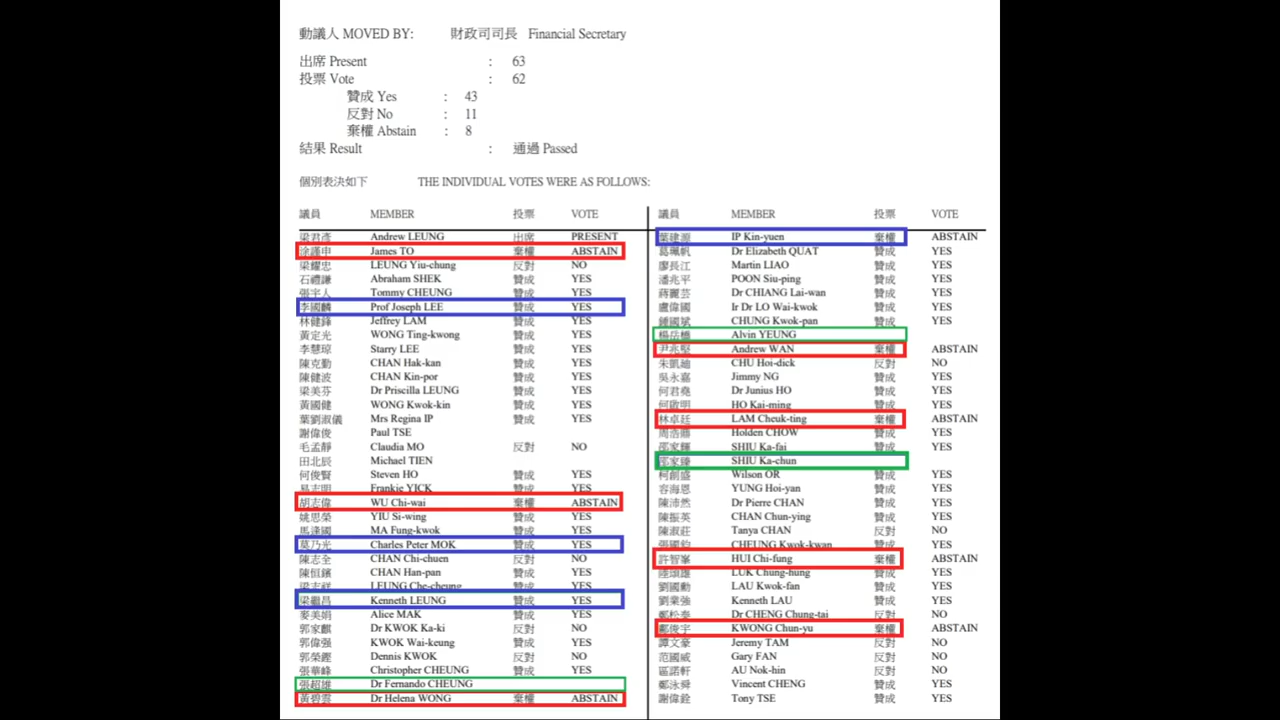 動議人 MOVED BY: 財政司司長 Financial Secretary
出席 Present : 63
投票 Vote : 62
贊成 Yes : 43
反對 No : 11
棄權 Abstain : 8
結果 Result : 通過 Passed
個別表決如下 THE INDIVIDUAL VOTES WERE AS FOLLOWS:
議員 MEMBER 投票 VOTE
梁君彥 Andrew LEUNG 出席 PRESENT
涂謹申 James TO 棄權 ABSTAIN
梁耀忠 LEUNG Yiu-chung 反對 NO
石禮謙 Abraham SHEK 贊成 YES
張宇人 Tommy CHEUNG 贊成 YES
李國麟 Prof Joseph LEE 贊成 YES
林健鋒 Jeffrey LAM 贊成 YES
黃定光 WONG Ting-kwong 贊成 YES
李慧琼 Starry LEE 贊成 YES
陳克勤 CHAN Hak-kan 贊成 YES
陳健波 CHAN Kin-por 贊成 YES
梁美芬 Dr Priscilla LEUNG 贊成 YES
黃國健 WONG Kwok-kin 贊成 YES
葉劉淑儀 Mrs Regina IP 贊成 YES
謝偉俊 Paul TSE
毛孟靜 Claudia MO 反對 NO
田北辰 Michael TIEN
何俊賢 Steven HO 贊成 YES
易志明 Frankie YICK 贊成 YES
胡志偉 WU Chi-wai 棄權 ABSTAIN
姚思榮 YIU Si-wing 贊成 YES
馬逢國 MA Fung-kwok 贊成 YES
莫乃光 Charles Peter MOK 贊成 YES
陳志全 CHAN Chi-chuen 反對 NO
陳恒鑌 CHAN Han-pan 贊成 YES
梁志祥 LEUNG Che-cheung 贊成 YES
梁繼昌 Kenneth LEUNG 贊成 YES
麥美娟 Alice MAK 贊成 YES
郭家麒 Dr KWOK Ka-ki 反對 NO
郭偉强 KWOK Wai-keung 贊成 YES
郭榮鏗 Dennis KWOK 反對 NO
張華峰 Christopher CHEUNG 贊成 YES
張超雄 Dr Fernando CHEUNG
黃碧雲 Dr Helena WONG 棄權 ABSTAIN
議員 MEMBER 投票 VOTE
葉建源 IP Kin-yuen 棄權 ABSTAIN
葛珮帆 Dr Elizabeth QUAT 贊成 YES
廖長江 Martin LIAO 贊成 YES
潘兆平 POON Siu-ping 贊成 YES
蔣麗芸 Dr CHIANG Lai-wan 贊成 YES
盧偉國 Ir Dr LO Wai-kwok 贊成 YES
鍾國斌 CHUNG Kwok-pan 贊成 YES
楊岳橋 Alvin YEUNG
尹兆堅 Andrew WAN 棄權 ABSTAIN
朱凱廸 CHU Hoi-dick 反對 NO
吳永嘉 Jimmy NG 贊成 YES
何君堯 Dr Junius HO 贊成 YES
何啟明 HO Kai-ming 贊成 YES
林卓廷 LAM Cheuk-ting 棄權 ABSTAIN
周浩鼎 Holden CHOW 贊成 YES
邵家輝 SHIU Ka-fai 贊成 YES
邵家臻 SHIU Ka-chun
柯創盛 Wilson OR 贊成 YES
容海恩 YUNG Hoi-yan 贊成 YES
陳沛然 Dr Pierre CHAN 贊成 YES
陳振英 CHAN Chun-ying 贊成 YES
陳淑莊 Tanya CHAN 反對 NO
張國鈞 CHEUNG Kwok-kwan 贊成 YES
許智峯 HUI Chi-fung 棄權 ABSTAIN
陸頌雄 LUK Chung-hung 贊成 YES
劉國勳 LAU Kwok-fan 贊成 YES
劉業強 Kenneth LAU 贊成 YES
鄭松泰 Dr CHENG Chung-tai 反對 NO
鄺俊宇 KWONG Chun-yu 棄權 ABSTAIN
譚文豪 Jeremy TAM 反對 NO
范國威 Gary FAN 反對 NO
區諾軒 AU Nok-hin 反對 NO
鄭泳舜 Vincent CHENG 贊成 YES
謝偉銓 Tony TSE 贊成 YES